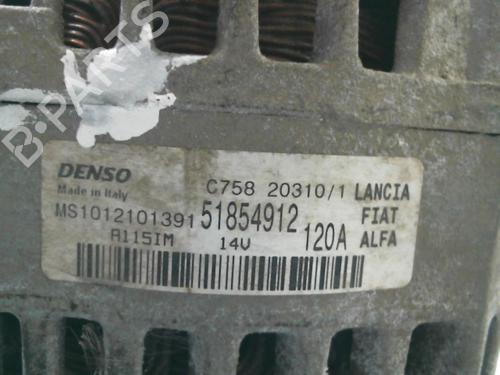 B-PARTS
DENSO
Made in Italy
C758 20310/1 LANCIA
MS1012101391 51854912 FIAT
A115IM 14V 120A ALFA